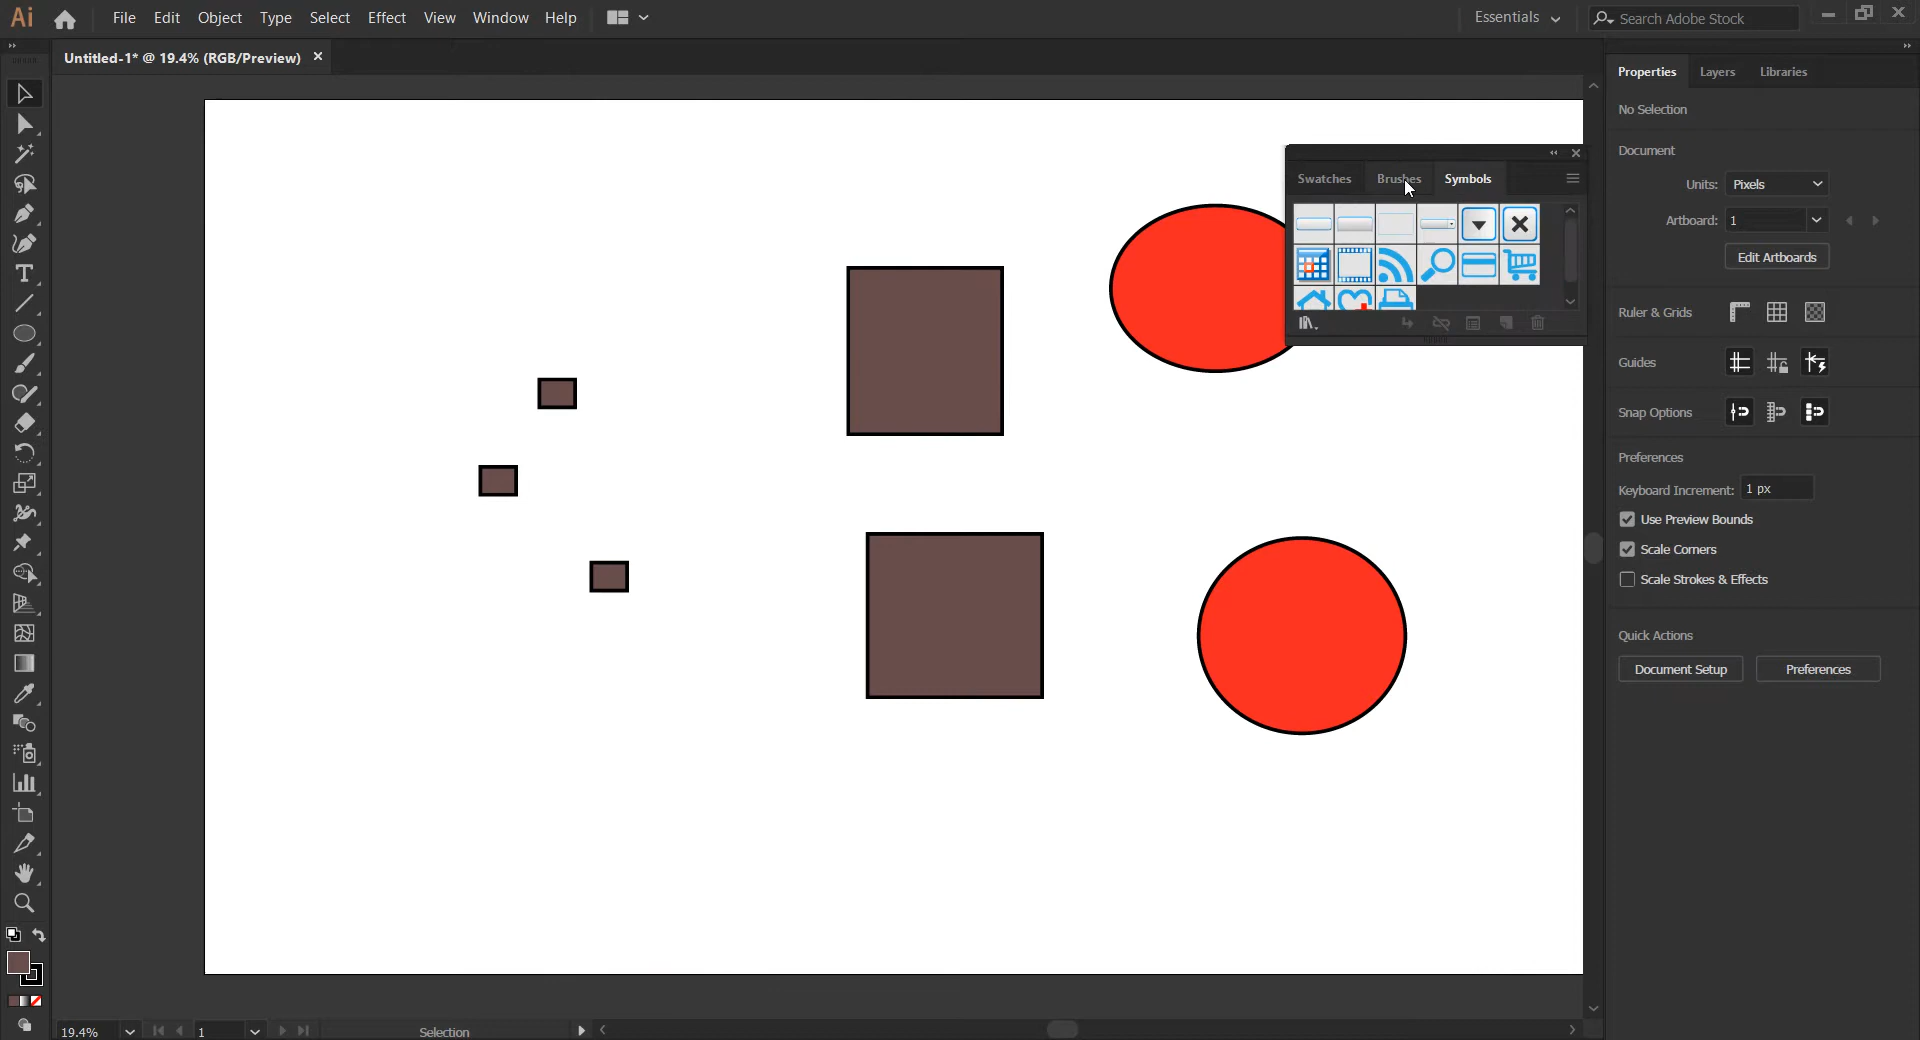 Ai File Edit Object Type Select Effect View Window Help Essentials Search Adobe Stock
Untitled-1* @ 19.4% (RGB/Preview)
Properties Layers Libraries
No Selection
Document
Units: Pixels
Artboard: 1
Edit Artboards
Ruler & Grids
Guides
Snap Options
Preferences
Keyboard Increment: 1 px
Use Preview Bounds
Scale Corners
Scale Strokes & Effects
Quick Actions
Document Setup Preferences
Swatches Brushes Symbols
19.4% 1 Selection